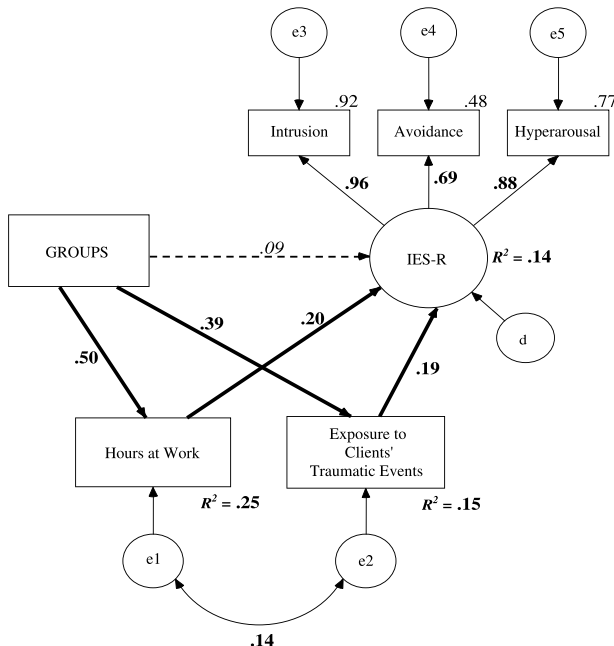 e3
e4
e5
.92
.48
.77
Intrusion
Avoidance
Hyperarousal
.96
.69
.88
GROUPS
.09
IES-R
R² = .14
.50
.39
.20
.19
d
Hours at Work
Exposure to
Clients'
Traumatic Events
R² = .25
R² = .15
e1
e2
.14